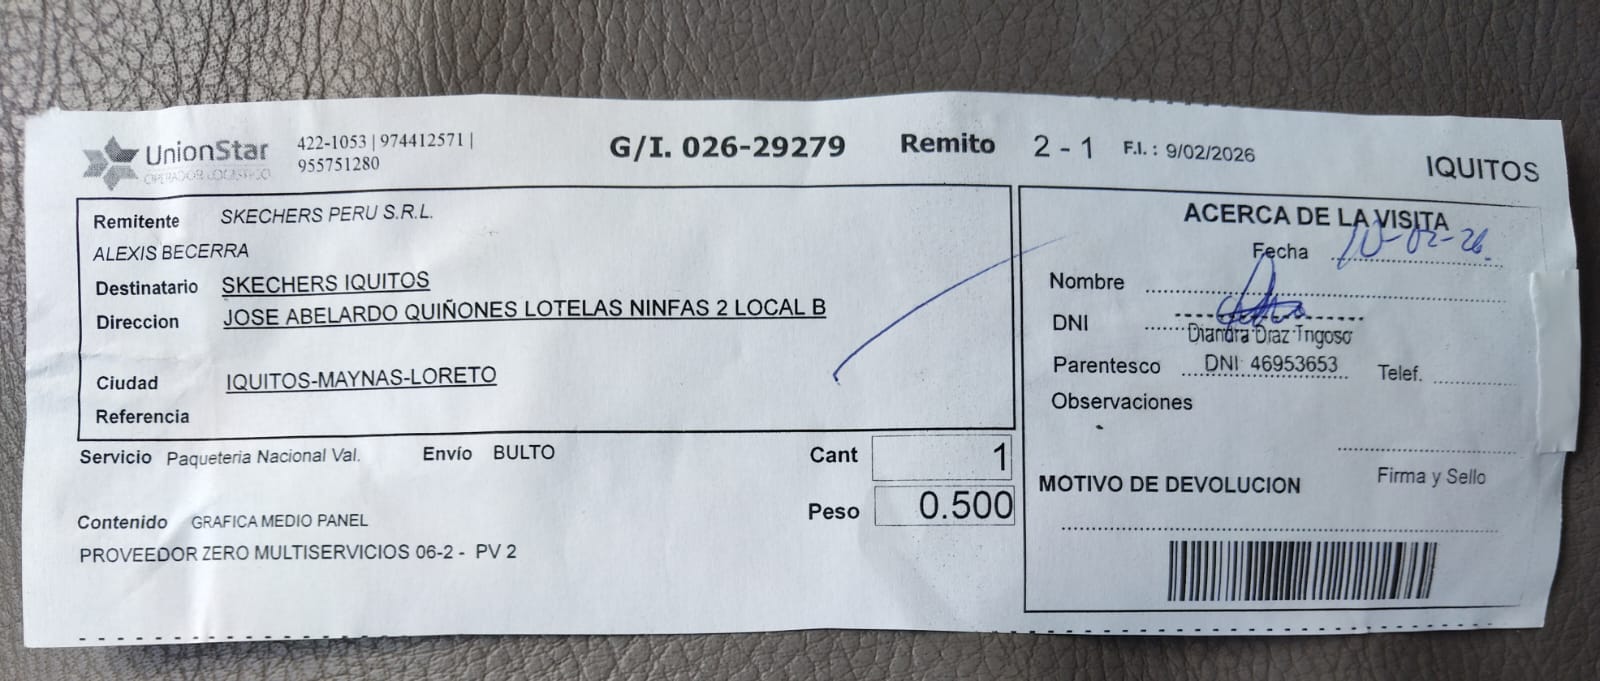 UnionStar
OPERADOR LOGISTICO
422-1053 | 974412571 |
955751280
G/I. 026-29279 Remito 2 - 1 F.I. : 9/02/2026
IQUITOS
Remitente SKECHERS PERU S.R.L.
ALEXIS BECERRA
Destinatario SKECHERS IQUITOS
Direccion JOSE ABELARDO QUIÑONES LOTELAS NINFAS 2 LOCAL B
Ciudad IQUITOS-MAYNAS-LORETO
Referencia
Servicio Paqueteria Nacional Val. Envío BULTO
Cant 1
Peso 0.500
Contenido GRAFICA MEDIO PANEL
PROVEEDOR ZERO MULTISERVICIOS 06-2 - PV 2
ACERCA DE LA VISITA
Fecha 10-02-26.
Nombre
DNI Diandra Diaz Tngoso
Parentesco DNI 46953653 Telef.
Observaciones
Firma y Sello
MOTIVO DE DEVOLUCION